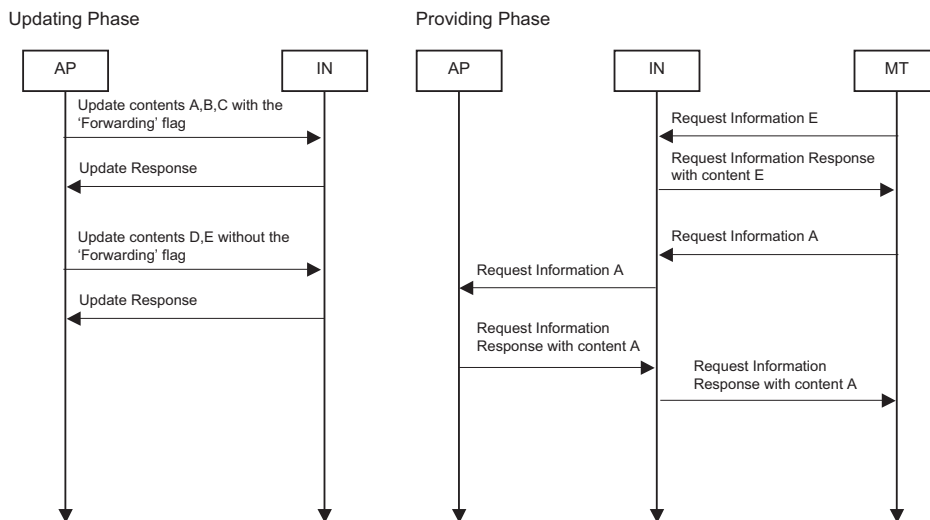 Updating Phase
AP
IN
Update contents A,B,C with the
‘Forwarding’ flag
Update Response
Update contents D,E without the
‘Forwarding’ flag
Update Response
Providing Phase
AP
IN
MT
Request Information E
Request Information Response
with content E
Request Information A
Request Information A
Request Information
Response with content A
Request Information
Response with content A